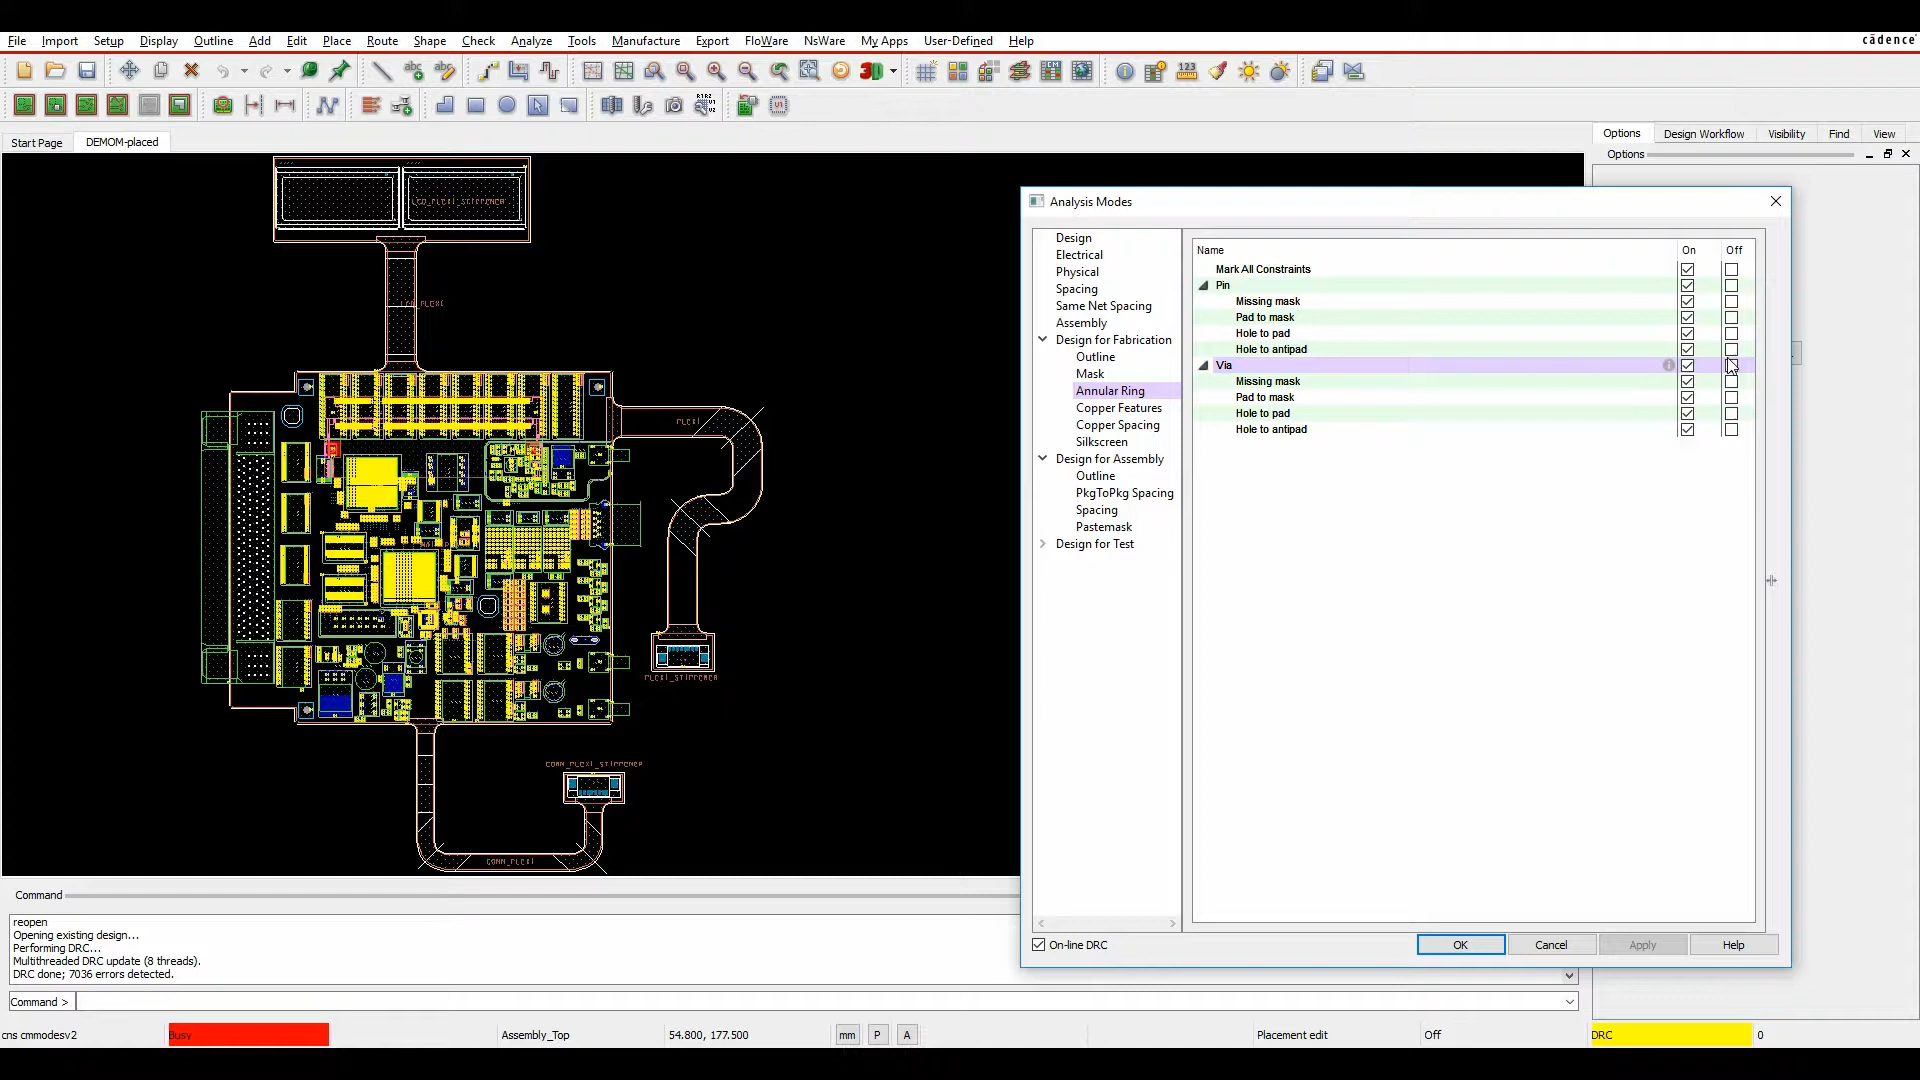 File Import Setup Display Outline Add Edit Place Route Shape Check Analyze Tools Manufacture Export FloWare NsWare My Apps User-Defined Help
cādence
Start Page DEMOM-placed
Options Design Workflow Visibility Find View
Options
LCD_FLEXI_STIFFENER
LCD_FLEXI
FLEXI
FLEXI_STIFFENER
CONN_FLEXI_STIFFENER
CONN_FLEXI
Analysis Modes
Design
Electrical
Physical
Spacing
Same Net Spacing
Assembly
Design for Fabrication
Outline
Mask
Annular Ring
Copper Features
Copper Spacing
Silkscreen
Design for Assembly
Outline
PkgToPkg Spacing
Spacing
Pastemask
Design for Test
Name On Off
Mark All Constraints
Pin
Missing mask
Pad to mask
Hole to pad
Hole to antipad
Via
Missing mask
Pad to mask
Hole to pad
Hole to antipad
On-line DRC
OK Cancel Apply Help
Command
reopen
Opening existing design...
Performing DRC...
Multithreaded DRC update (8 threads).
DRC done; 7036 errors detected.
Command >
cns cmmodesv2 Busy Assembly_Top 54.800, 177.500 mm P A Placement edit Off DRC 0